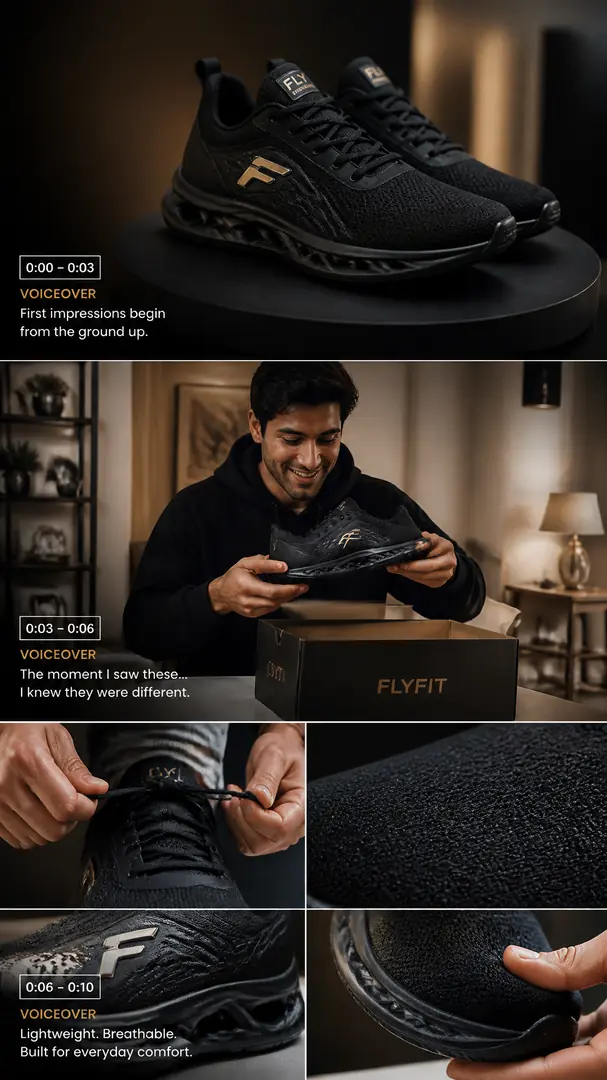 FLY
0:00 – 0:03
VOICEOVER
First impressions begin
from the ground up.
F
0:03 – 0:06
VOICEOVER
The moment I saw these...
I knew they were different.
FLYFIT
F
0:06 – 0:10
VOICEOVER
Lightweight. Breathable.
Built for everyday comfort.